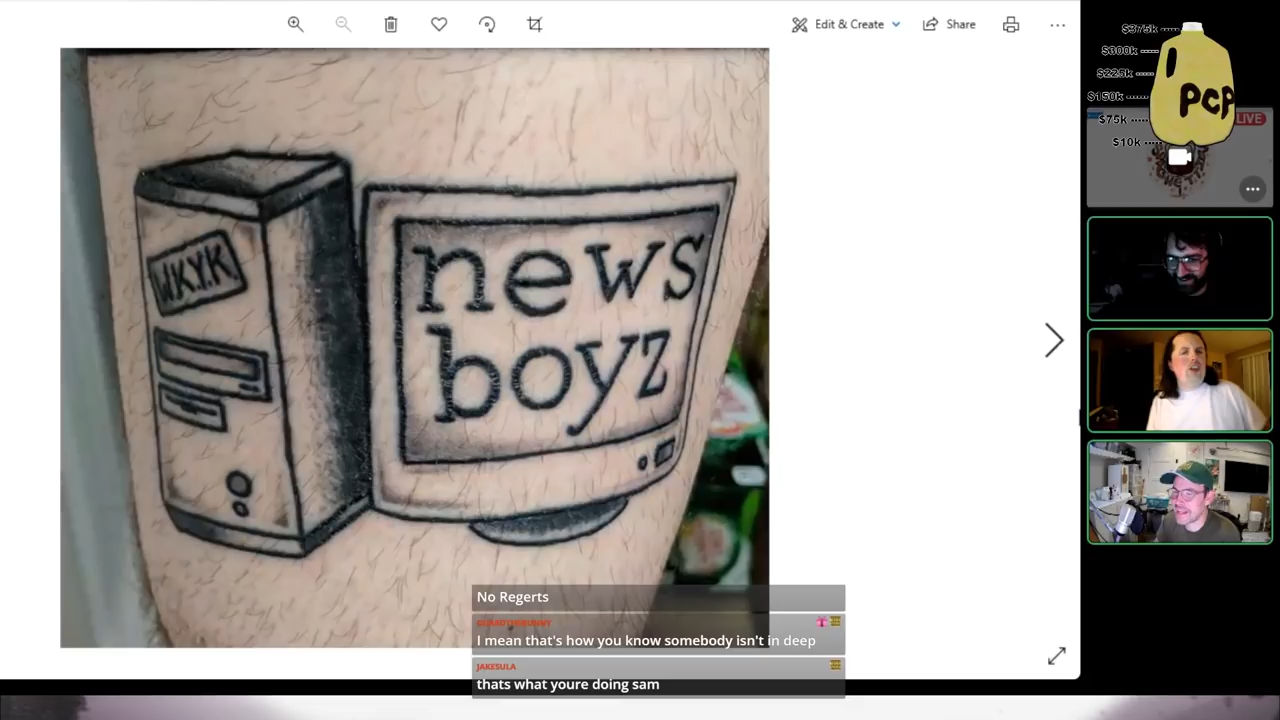 Edit & Create
Share
$375k
$300k
$225k
$150k
$75k
$10k
PCP
LIVE
W.K.Y.K
news
boyz
No Regerts
I mean that's how you know somebody isn't in deep
JAKESULA
thats what youre doing sam